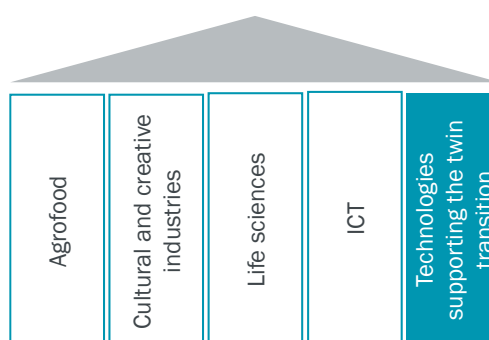 Agrofood
Cultural and creative
industries
Life sciences
ICT
Technologies
supporting the twin
transition